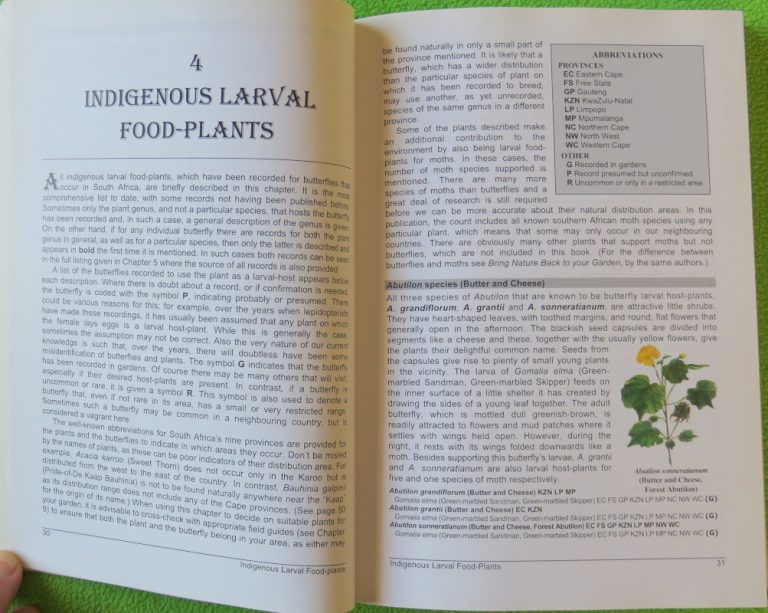 4
INDIGENOUS LARVAL
FOOD-PLANTS
All indigenous larval food-plants, which have been recorded for butterflies that
occur in South Africa, are briefly described in this chapter. It is the most
comprehensive list to date, with some records not having been published before.
Sometimes only the plant genus, and not a particular species, that hosts the butterfly
has been recorded and, in such a case, a general description of the genus is given.
On the other hand, if for any individual butterfly there are records for both the plant
genus in general, as well as for a particular species, then only the latter is described and
appears in bold the first time it is mentioned. In such cases both records can be seen
in the full listing given in Chapter 5 where the source of all records is also provided.
A list of the butterflies recorded to use the plant as a larval-host appears below
each description. Where there is doubt about a record, or if confirmation is needed,
the butterfly is coded with the symbol P, indicating probably or presumed. There
could be various reasons for this; for example, over the years when lepidopterists
have made these recordings, it has usually been assumed that any plant on which
the female lays eggs is a larval host-plant. While this is generally the case,
sometimes the assumption may not be correct. Also the very nature of our current
knowledge is such that, over the years, there will doubtless have been some
misidentification of butterflies and plants. The symbol G indicates that the butterfly
has been recorded in gardens. Of course there may be many others that will visit,
especially if their desired host-plants are present. In contrast, if a butterfly is
uncommon or rare, it is given a symbol R. This symbol is also used to denote a
butterfly that, even if not rare in its area, has a small or very restricted range.
Sometimes such a butterfly may be common in a neighbouring country, but is
considered a vagrant here.
The well-known abbreviations for South Africa's nine provinces are provided for
the plants and the butterflies to indicate in which areas they occur. Don't be misled
by the names of plants, as these can be poor indicators of their distribution area. For
example, Acacia karroo (Sweet Thorn) does not occur only in the Karoo but is
distributed from the west to the east of the country. In contrast, Bauhinia galpinii
(Pride-of-De Kaap Bauhinia) is not to be found naturally anywhere near the "Kaap"
as its distribution range does not include any of the Cape provinces. (See page 50
for the origin of its name.) When using this chapter to decide on suitable plants for
your garden, it is advisable to cross-check with appropriate field guides (see Chapter
9) to ensure that both the plant and the butterfly belong in your area, as either may
30
Indigenous Larval Food-plants
be found naturally in only a small part of
the province mentioned. It is likely that a
butterfly, which has a wider distribution
than the particular species of plant on
which it has been recorded to breed,
may use another, as yet unrecorded,
species of the same genus in a different
province.
Some of the plants described make
an additional contribution to the
environment by also being larval food-
plants for moths. In these cases, the
number of moth species supported is
mentioned. There are many more
species of moths than butterflies and a
great deal of research is still required
before we can be more accurate about their natural distribution areas. In this
publication, the count includes all known southern African moth species using any
particular plant, which means that some may only occur in our neighbouring
countries. There are obviously many other plants that support moths but not
butterflies, which are not included in this book. (For the difference between
butterflies and moths see Bring Nature Back to your Garden, by the same authors.)
ABBREVIATIONS
PROVINCES
EC Eastern Cape
FS Free State
GP Gauteng
KZN KwaZulu-Natal
LP Limpopo
MP Mpumalanga
NC Northern Cape
NW North West
WC Western Cape
OTHER
G Recorded in gardens
P Record presumed but unconfirmed
R Uncommon or only in a restricted area
Abutilon species (Butter and Cheese)
All three species of Abutilon that are known to be butterfly larval host-plants,
A. grandiflorum, A. grantii and A. sonneratianum, are attractive little shrubs.
They have heart-shaped leaves, with toothed margins, and round, flat flowers that
generally open in the afternoon. The blackish seed capsules are divided into
segments like a cheese and these, together with the usually yellow flowers, give
the plants their delightful common name. Seeds from
the capsules give rise to plenty of small young plants
in the vicinity. The larva of Gomalia elma (Green-
marbled Sandman, Green-marbled Skipper) feeds on
the inner surface of a little shelter it has created by
drawing the sides of a young leaf together. The adult
butterfly, which is mottled dull greenish-brown, is
readily attracted to flowers and mud patches where it
settles with wings held open. However, during the
night, it rests with its wings folded downwards like a
moth. Besides supporting this butterfly's larvae, A. grantii
and A. sonneratianum are also larval host-plants for
five and one species of moth respectively.
Abutilon sonneratianum
(Butter and Cheese,
Forest Abutilon)
Abutilon grandiflorum (Butter and Cheese) KZN LP MP
Gomalia elma (Green-marbled Sandman, Green-marbled Skipper) EC FS GP KZN LP MP NC NW WC (G)
Abutilon grantii (Butter and Cheese) EC KZN
Gomalia elma (Green-marbled Sandman, Green-marbled Skipper) EC FS GP KZN LP MP NC NW WC (G)
Abutilon sonneratianum (Butter and Cheese, Forest Abutilon) EC FS GP KZN LP MP NW WC
Gomalia elma (Green-marbled Sandman, Green-marbled Skipper) EC FS GP KZN LP MP NC NW WC (G)
Indigenous Larval Food-Plants
31